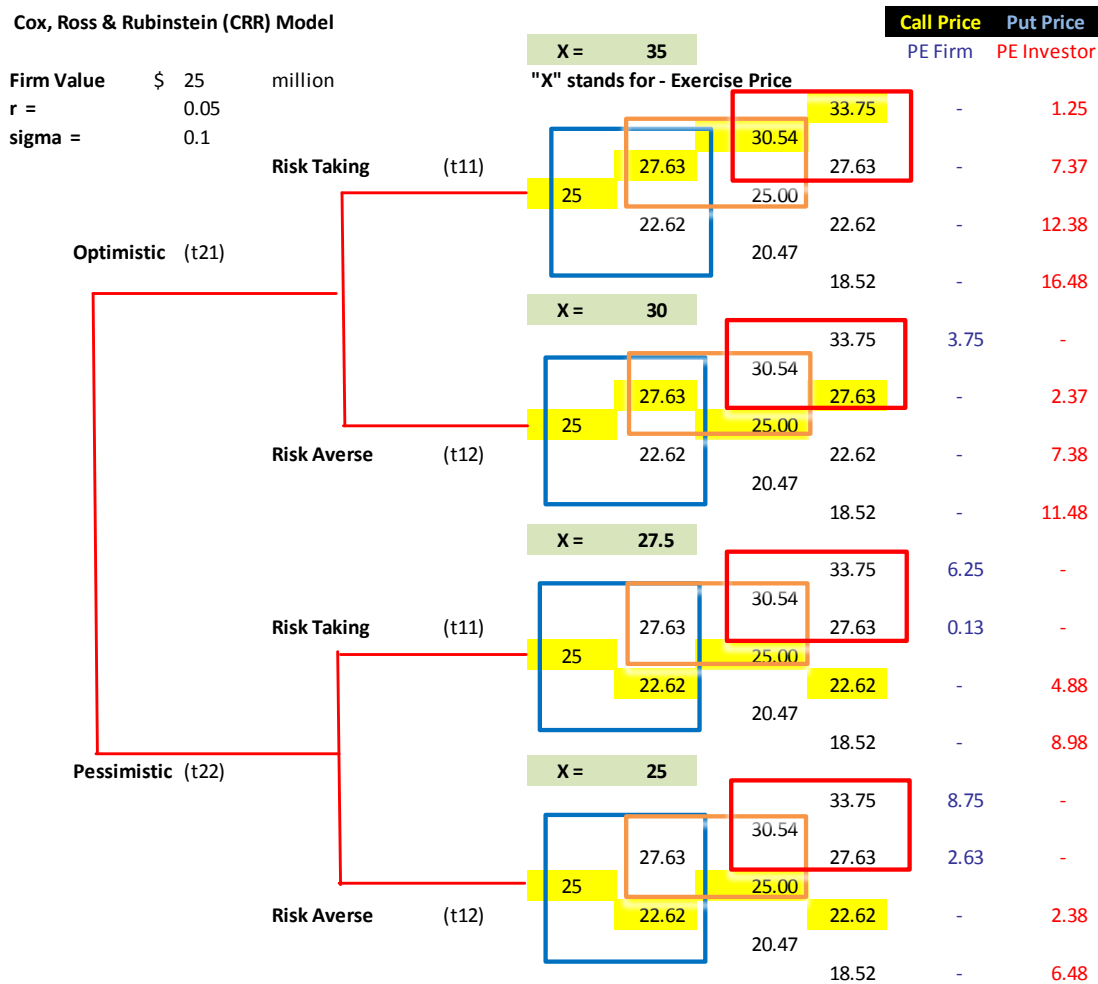 Cox, Ross & Rubinstein (CRR) Model Call Price Put Price
X = 35 PE Firm PE Investor
Firm Value $ 25 million "X" stands for - Exercise Price
r = 0.05 33.75 - 1.25
sigma = 0.1 30.54
Risk Taking (t11) 27.63 27.63 - 7.37
25 25.00
22.62 22.62 - 12.38
Optimistic (t21) 20.47
18.52 - 16.48
X = 30
33.75 3.75 -
30.54
27.63 27.63 - 2.37
25 25.00
Risk Averse (t12) 22.62 22.62 - 7.38
20.47
18.52 - 11.48
X = 27.5
33.75 6.25 -
30.54
Risk Taking (t11) 27.63 27.63 0.13 -
25 25.00
22.62 22.62 - 4.88
20.47
18.52 - 8.98
Pessimistic (t22) X = 25
33.75 8.75 -
30.54
27.63 27.63 2.63 -
25 25.00
Risk Averse (t12) 22.62 22.62 - 2.38
20.47
18.52 - 6.48